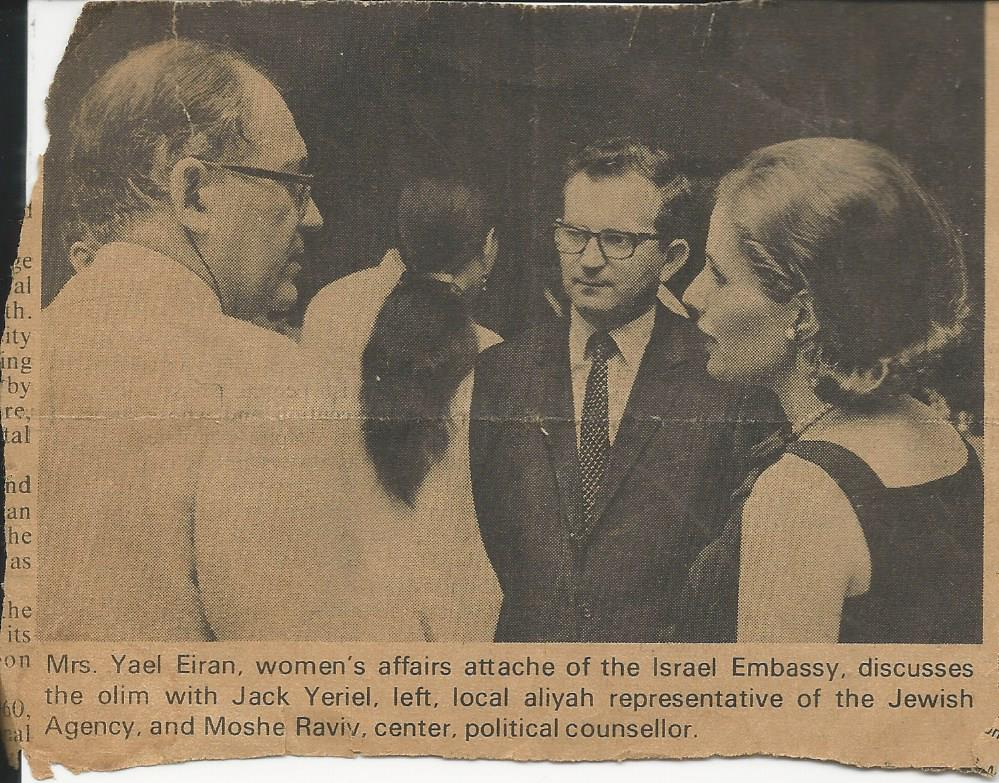 ge
al
th.
ity
ing
by
re,
tal
nd
an
he
as
he
its
on
60,
Mrs. Yael Eiran, women's affairs attache of the Israel Embassy, discusses
the olim with Jack Yeriel, left, local aliyah representative of the Jewish
Agency, and Moshe Raviv, center, political counsellor.